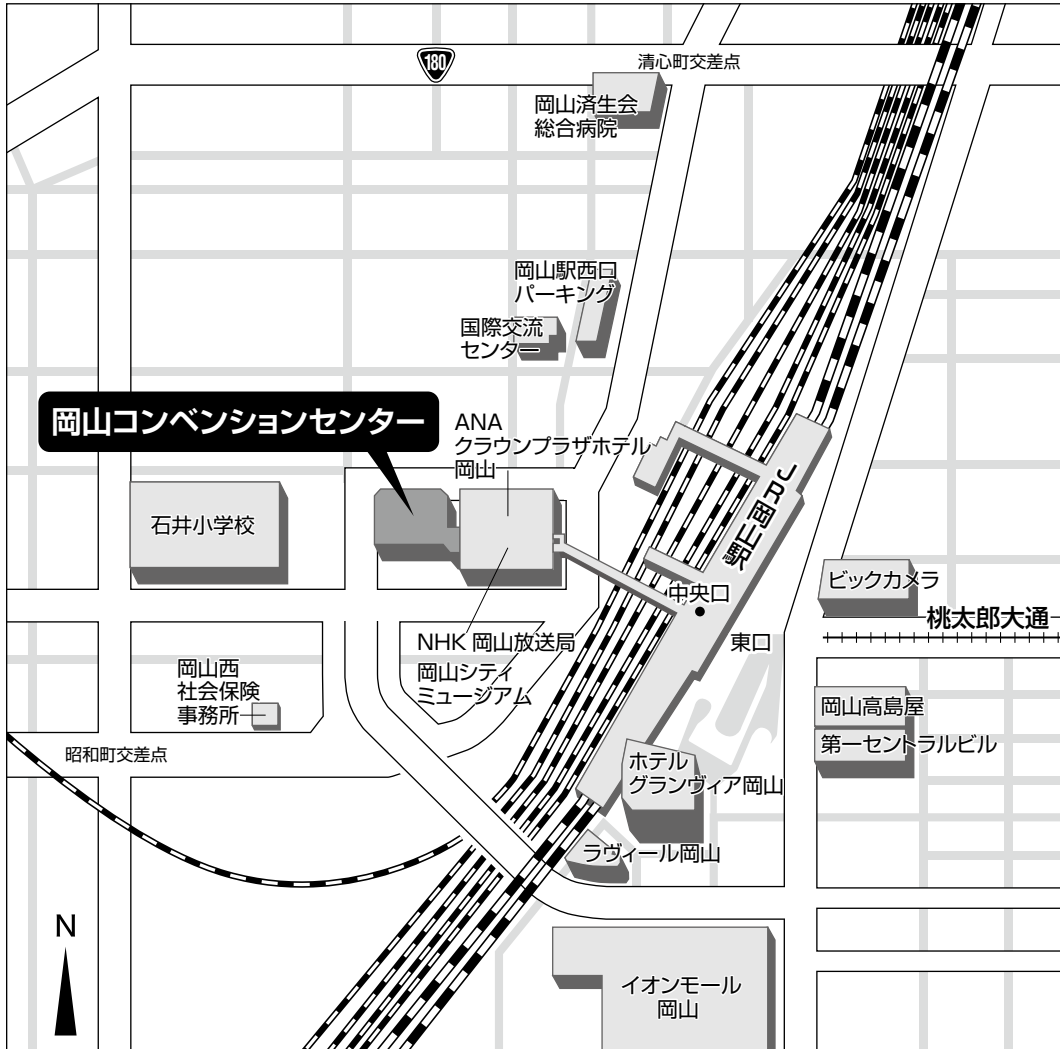 180
清心町交差点
岡山済生会
総合病院
岡山駅西口
パーキング
国際交流
センター
岡山コンベンションセンター
ANA
クラウンプラザホテル
岡山
石井小学校
JR岡山駅
中央口
ビックカメラ
桃太郎大通
東口
NHK 岡山放送局
岡山シティ
ミュージアム
岡山西
社会保険
事務所
岡山高島屋
第一セントラルビル
昭和町交差点
ホテル
グランヴィア岡山
ラヴィール岡山
N
イオンモール
岡山